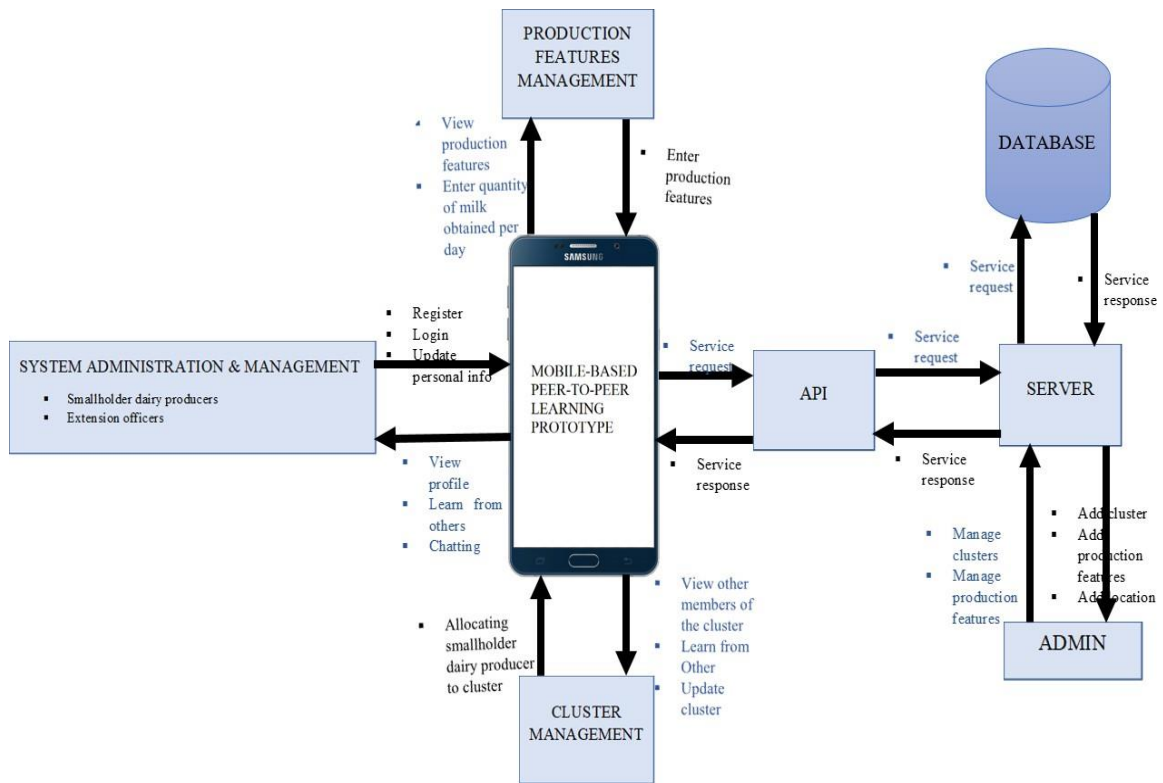 PRODUCTION
FEATURES
MANAGEMENT
View
production
features
Enter quantity
of milk
obtained per
day
Enter
production
features
DATABASE
Service
request
Service
response
SAMSUNG
Register
Login
Update
personal info
SYSTEM ADMINISTRATION & MANAGEMENT
Smallholder dairy producers
Extension officers
MOBILE-BASED
PEER-TO-PEER
LEARNING
PROTOTYPE
Service
request
API
Service
request
SERVER
View
profile
Learn from
others
Chatting
Service
response
Service
response
Manage
clusters
Manage
production
features
Add cluster
Add
production
features
Add location
ADMIN
Allocating
smallholder
dairy producer
to cluster
View other
members of
the cluster
Learn from
Other
Update
cluster
CLUSTER
MANAGEMENT